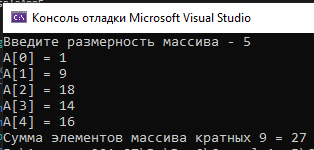 Консоль отладки Microsoft Visual Studio
Введите размерность массива - 5
A[0] = 1
A[1] = 9
A[2] = 18
A[3] = 14
A[4] = 16
Сумма элементов массива кратных 9 = 27